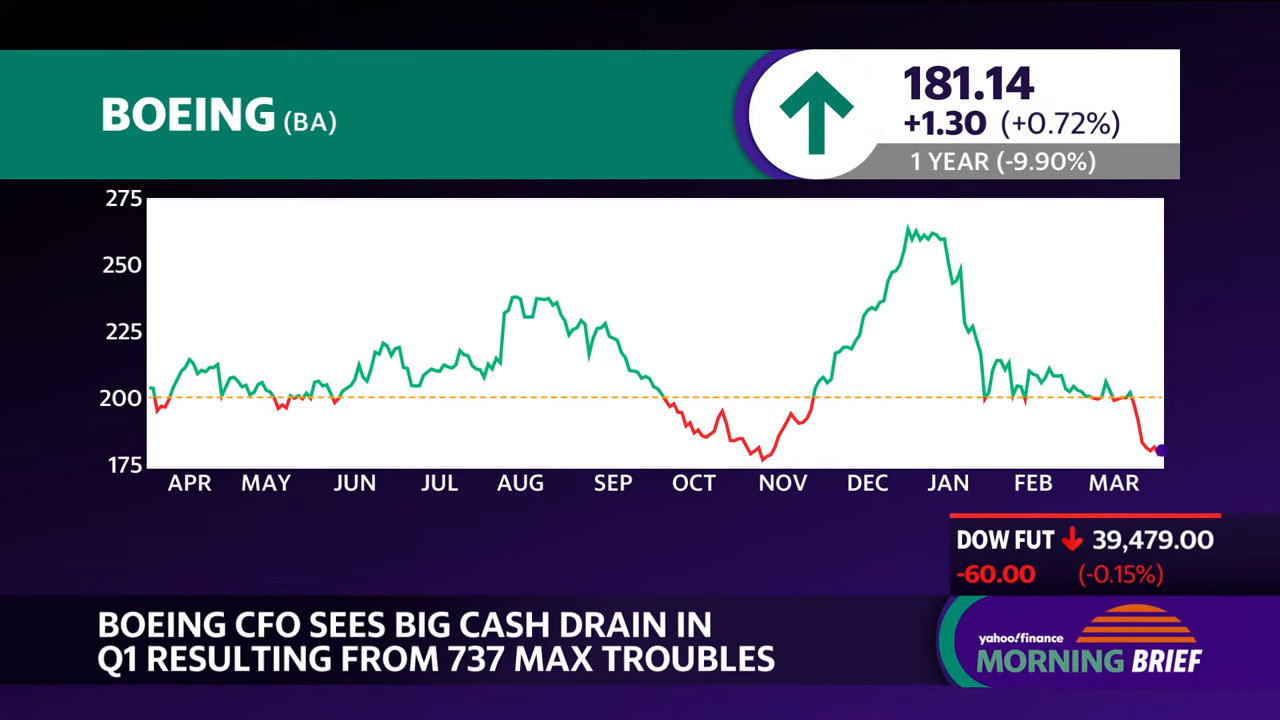 BOEING (BA)
181.14
+1.30 (+0.72%)
1 YEAR (-9.90%)
275
250
225
200
175
APR MAY JUN JUL AUG SEP OCT NOV DEC JAN FEB MAR
DOW FUT 39,479.00
-60.00 (-0.15%)
BOEING CFO SEES BIG CASH DRAIN IN
Q1 RESULTING FROM 737 MAX TROUBLES
yahoo!finance
MORNING BRIEF